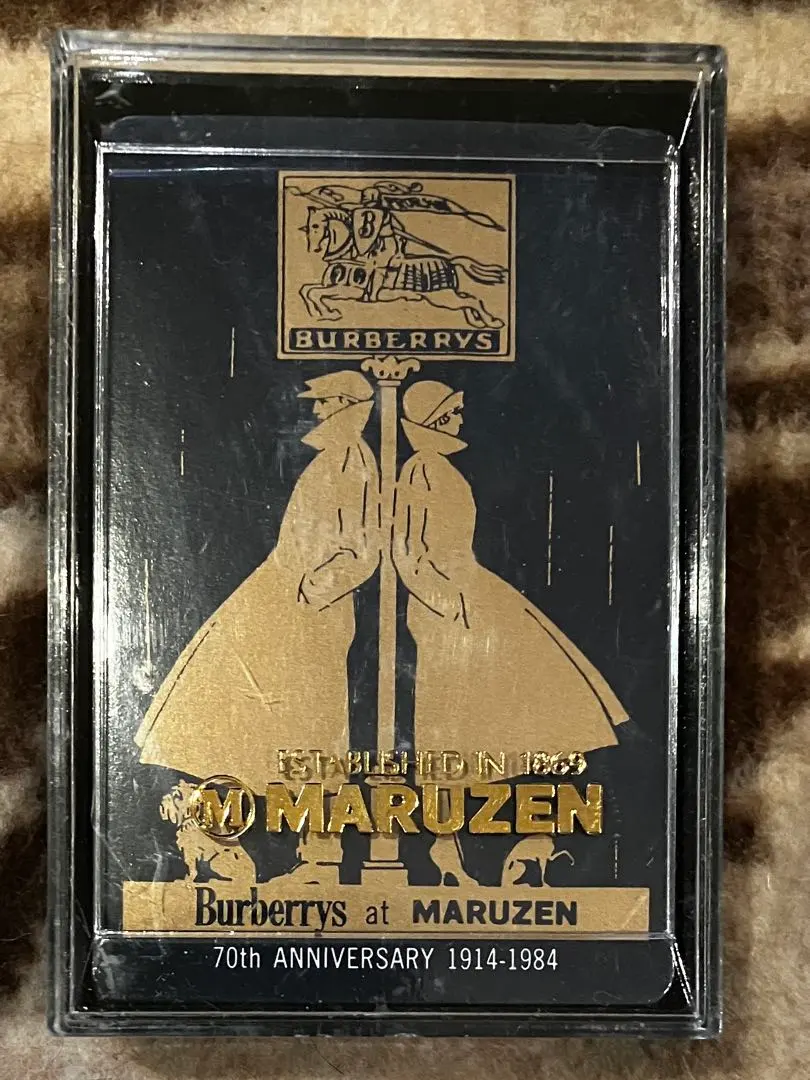 B
BURBERRYS
ESTABLISHED IN 1869
M MARUZEN
Burberrys at MARUZEN
70th ANNIVERSARY 1914-1984